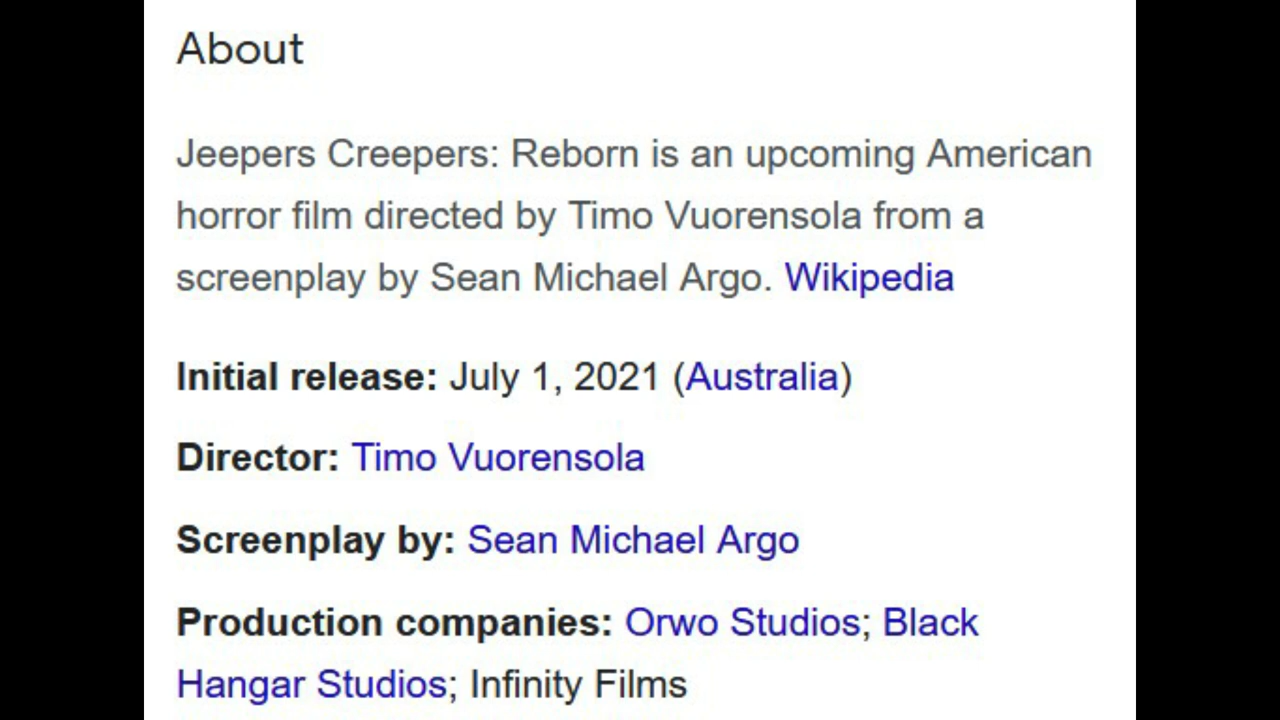 About
Jeepers Creepers: Reborn is an upcoming American
horror film directed by Timo Vuorensola from a
screenplay by Sean Michael Argo. Wikipedia
Initial release: July 1, 2021 (Australia)
Director: Timo Vuorensola
Screenplay by: Sean Michael Argo
Production companies: Orwo Studios; Black
Hangar Studios; Infinity Films